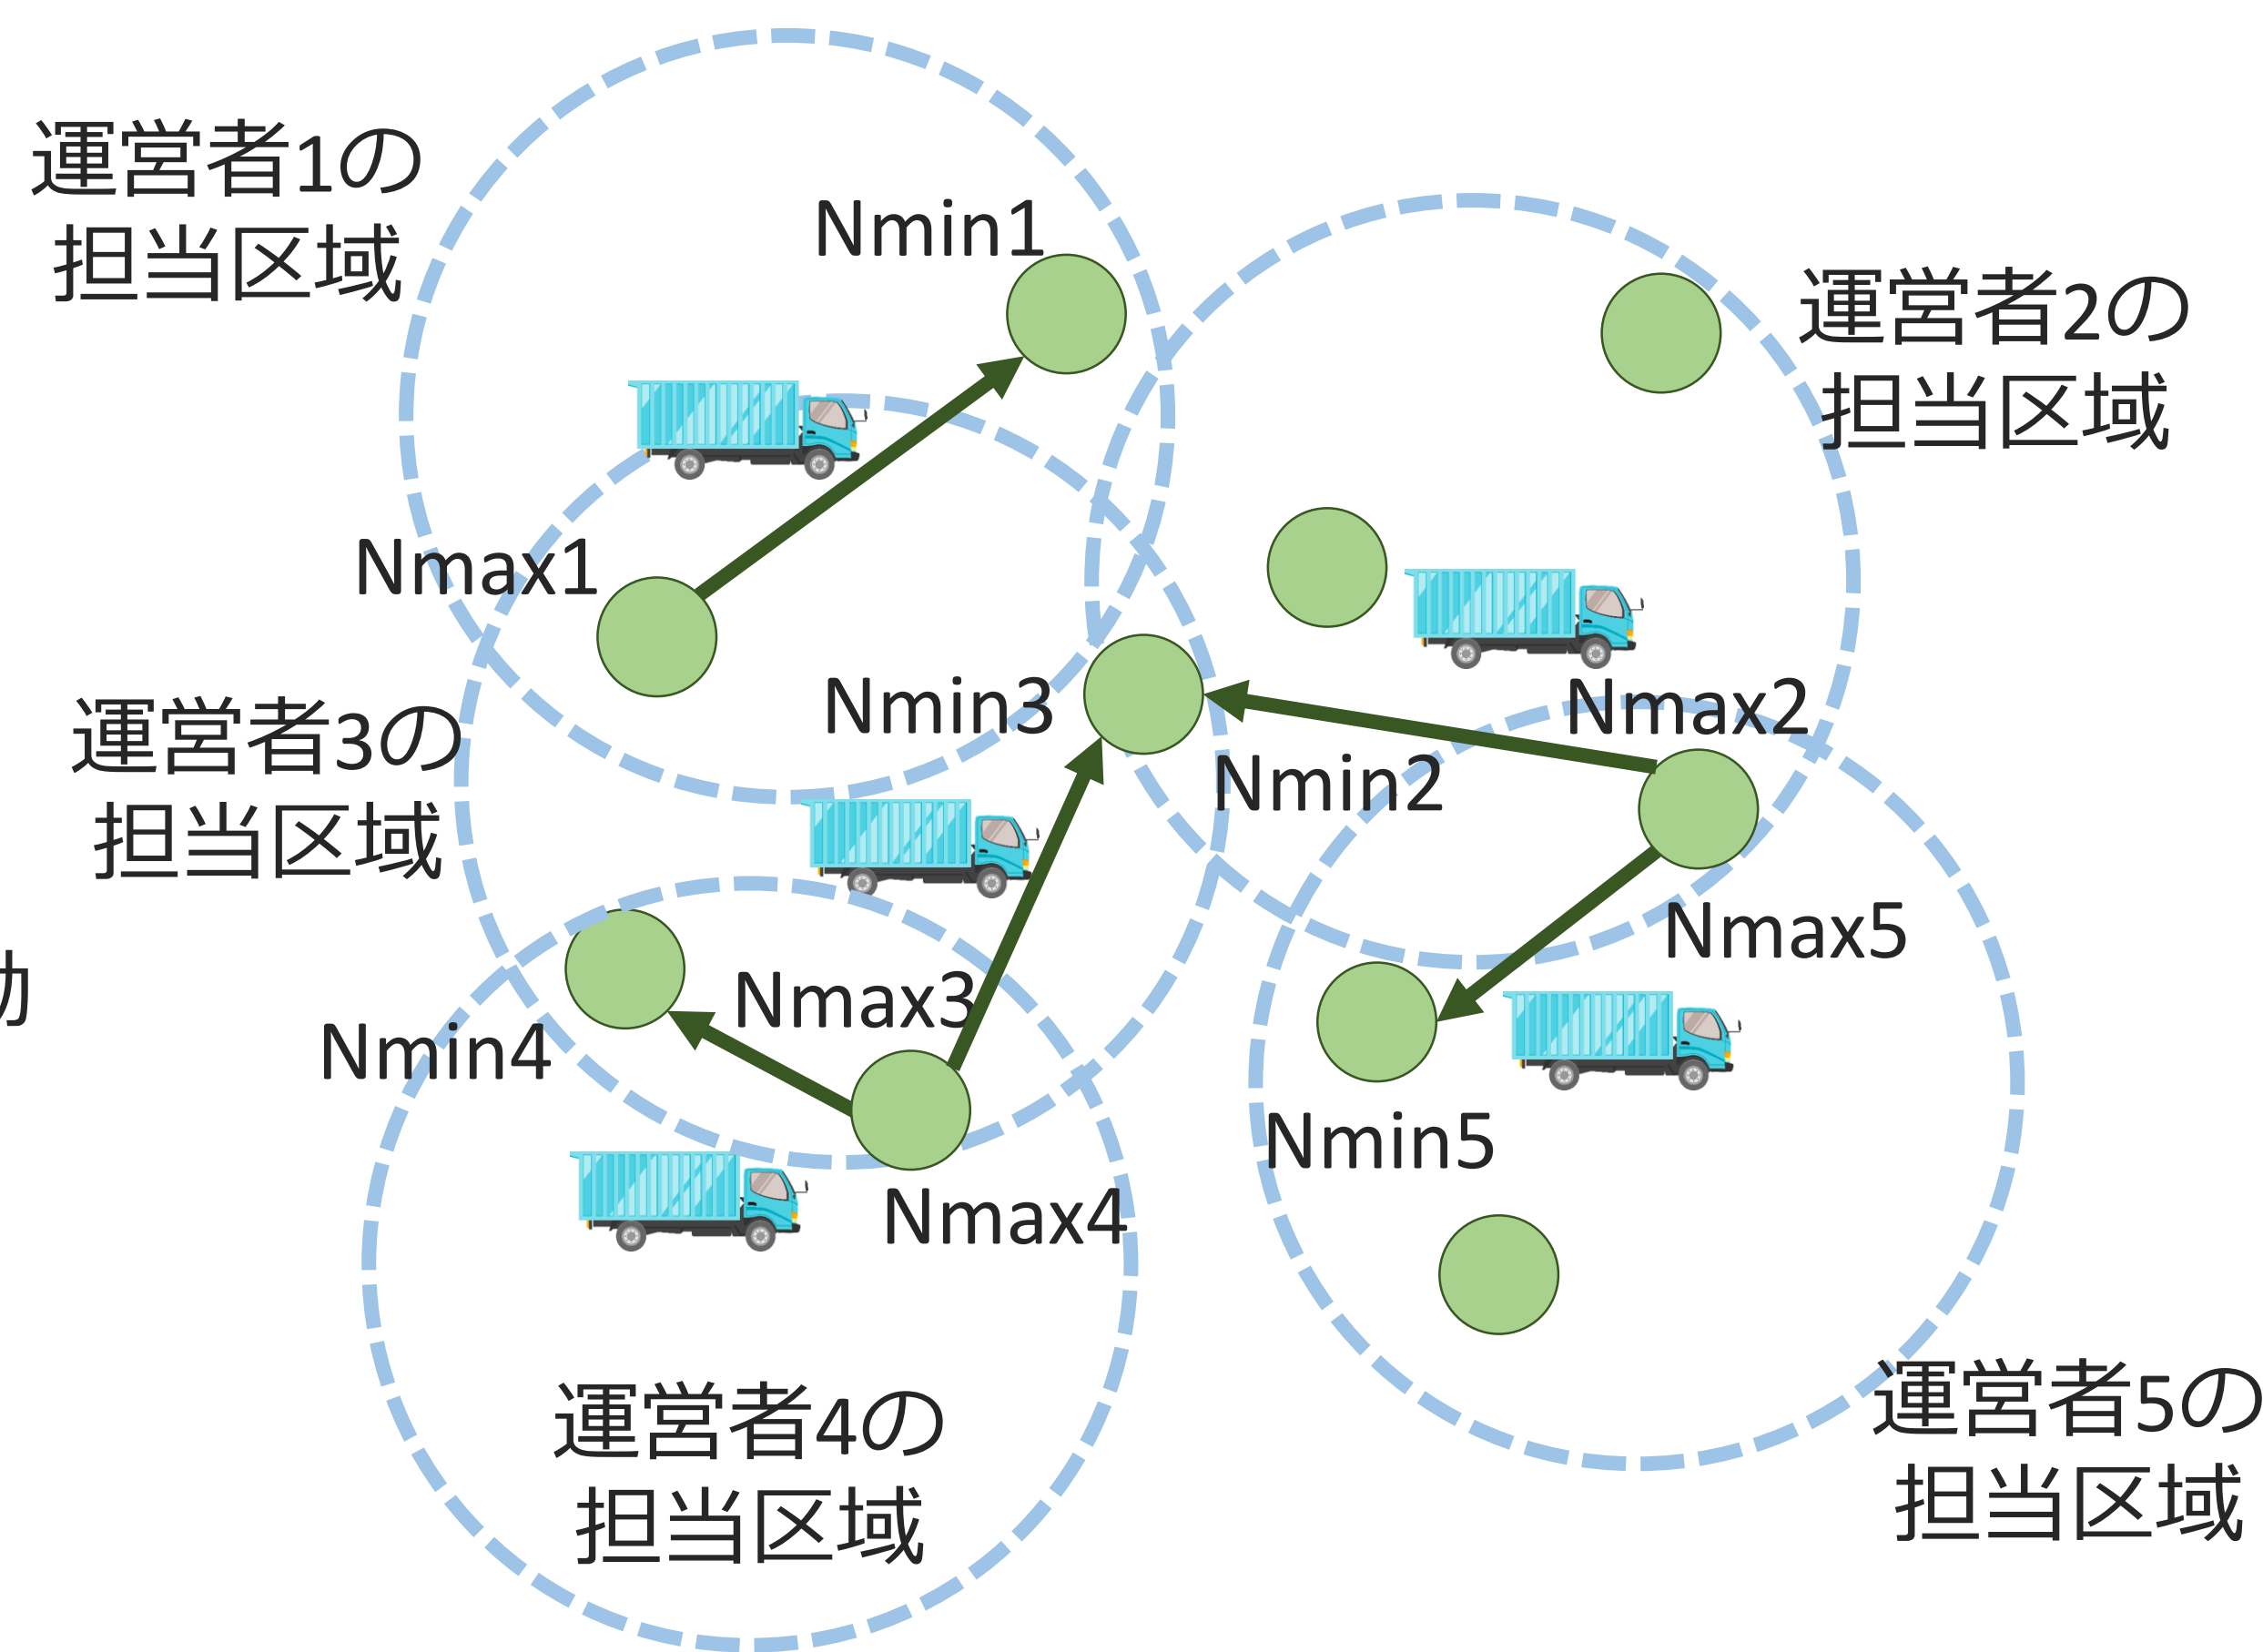 運営者1の
担当区域
Nmin1
運営者2の
担当区域
Nmax1
運営者3の
担当区域
Nmin3
Nmax2
Nmin2
Nmax5
Nmax3
Nmin4
Nmin5
Nmax4
運営者4の
担当区域
運営者5の
担当区域